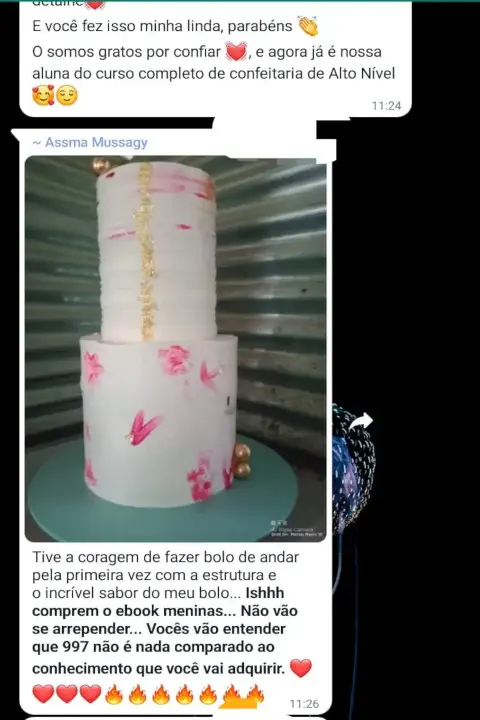 E você fez isso minha linda, parabéns 👏
O somos gratos por confiar 💓, e agora já é nossa
aluna do curso completo de confeitaria de Alto Nível
🥰😌
11:24
~ Assma Mussagy
Tive a coragem de fazer bolo de andar
pela primeira vez com a estrutura e
o incrível sabor do meu bolo... Ishhh
comprem o ebook meninas... Não vão
se arrepender... Vocês vão entender
que 997 não é nada comparado ao
conhecimento que você vai adquirir. ❤️
❤️❤️❤️🔥🔥🔥🔥🔥🔥🔥
11:26